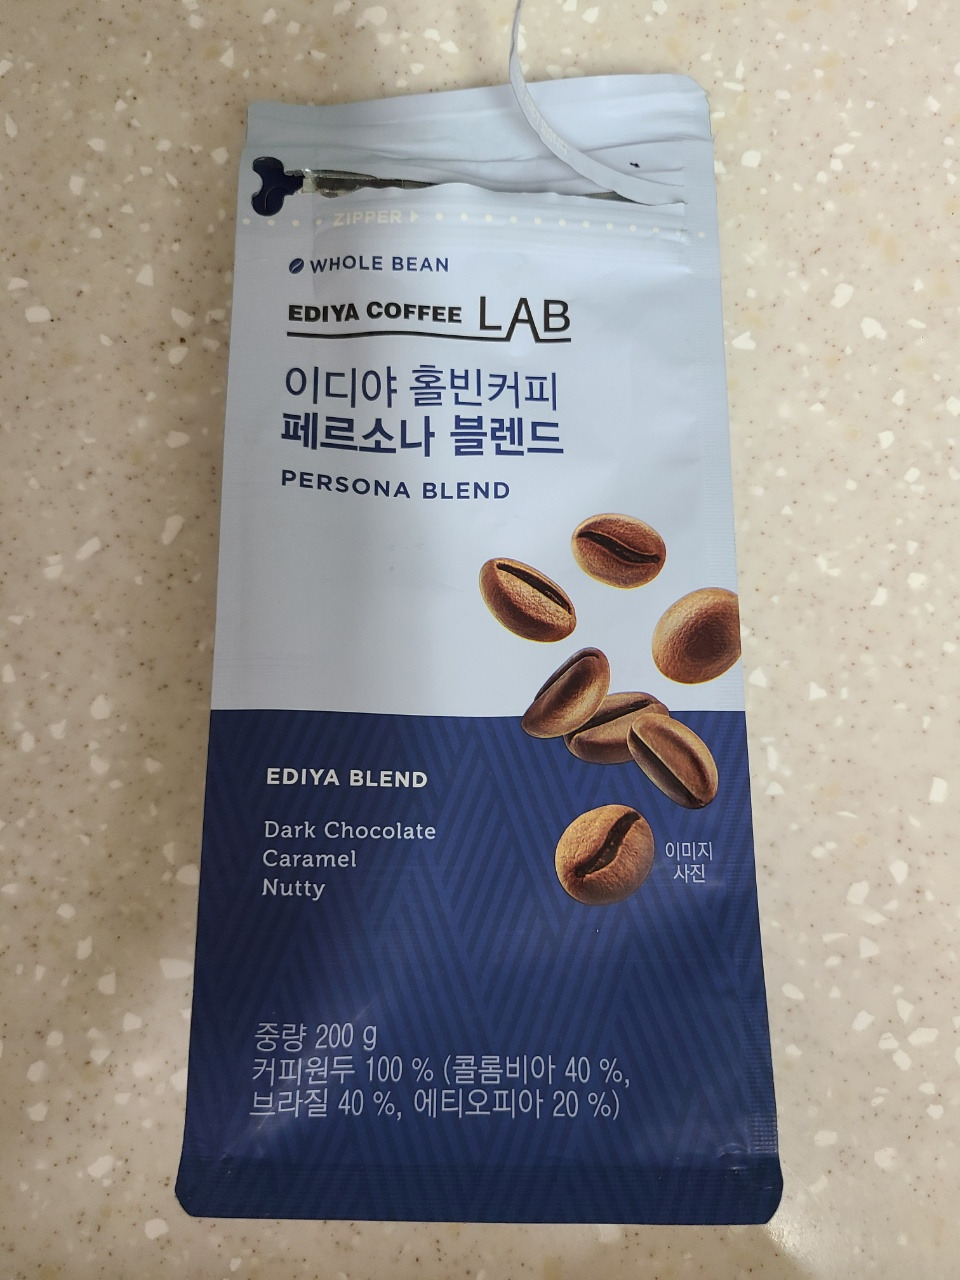 ZIPPER
WHOLE BEAN
EDIYA COFFEE LAB
이디야 홀빈커피
페르소나 블렌드
PERSONA BLEND
EDIYA BLEND
Dark Chocolate
Caramel
Nutty
이미지
사진
중량 200 g
커피원두 100 % (콜롬비아 40 %,
브라질 40 %, 에티오피아 20 %)